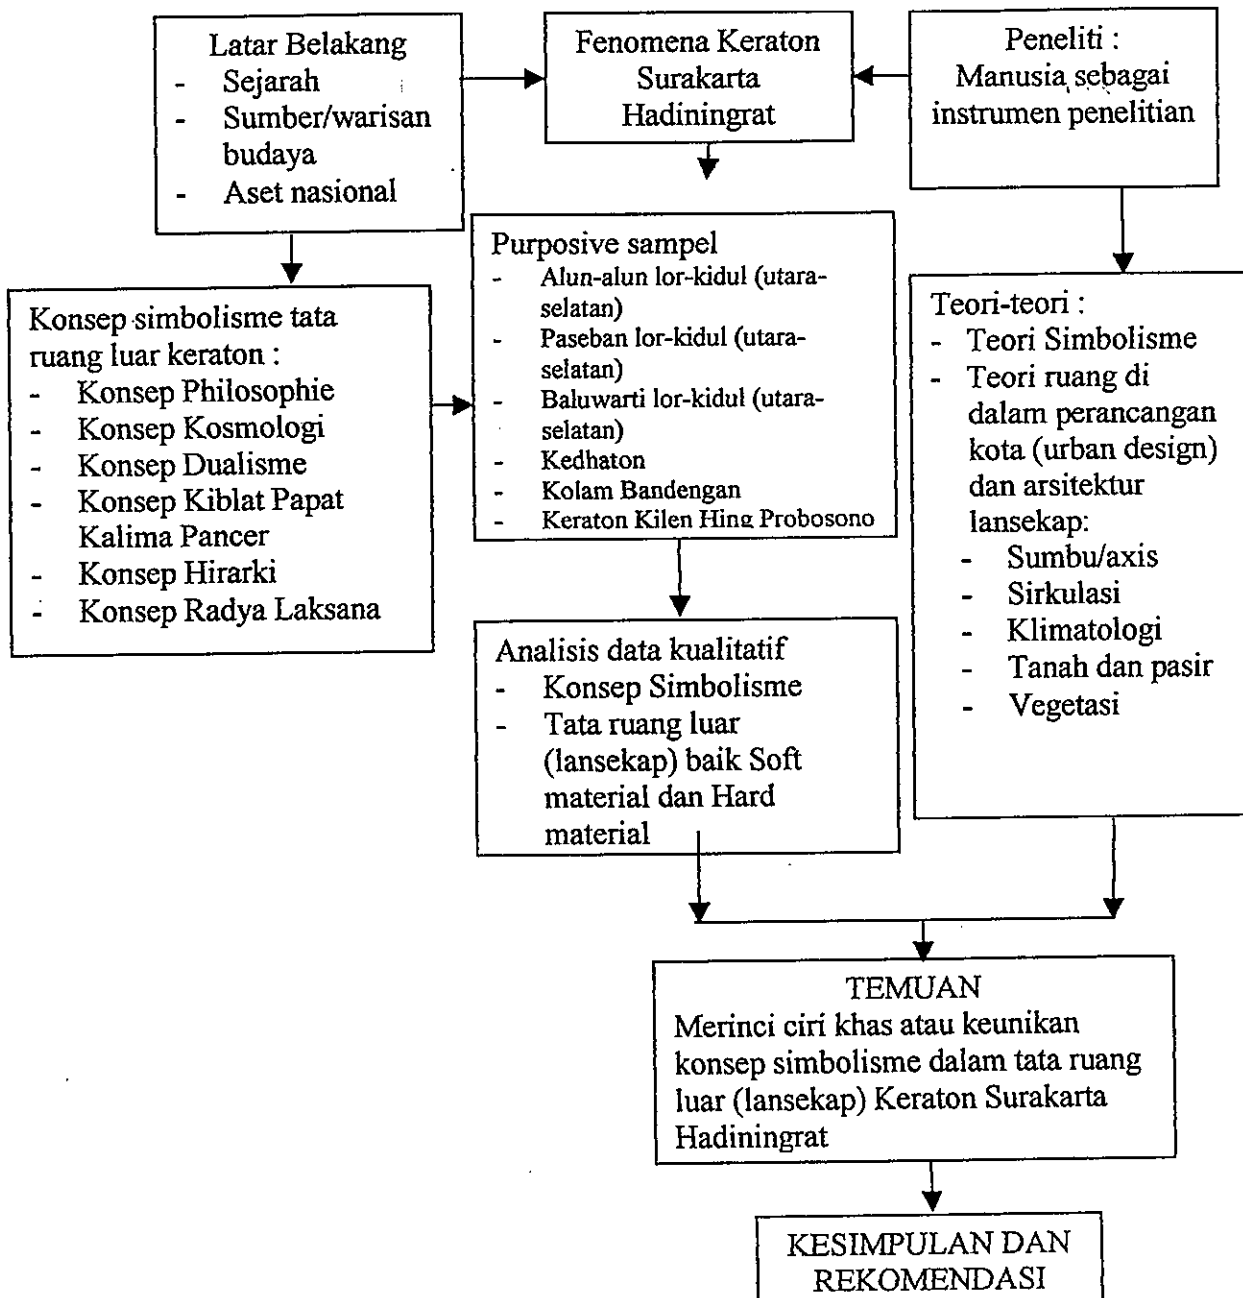 Latar Belakang
- Sejarah
- Sumber/warisan
budaya
- Aset nasional
Fenomena Keraton
Surakarta
Hadiningrat
Peneliti :
Manusia sebagai
instrumen penelitian
Konsep simbolisme tata
ruang luar keraton :
- Konsep Philosophie
- Konsep Kosmologi
- Konsep Dualisme
- Konsep Kiblat Papat
Kalima Pancer
- Konsep Hirarki
- Konsep Radya Laksana
Purposive sampel
- Alun-alun lor-kidul (utara-
selatan)
- Paseban lor-kidul (utara-
selatan)
- Baluwarti lor-kidul (utara-
selatan)
- Kedhaton
- Kolam Bandengan
- Keraton Kilen Hing Probosono
Teori-teori :
- Teori Simbolisme
- Teori ruang di
dalam perancangan
kota (urban design)
dan arsitektur
lansekap:
- Sumbu/axis
- Sirkulasi
- Klimatologi
- Tanah dan pasir
- Vegetasi
Analisis data kualitatif
- Konsep Simbolisme
- Tata ruang luar
(lansekap) baik Soft
material dan Hard
material
TEMUAN
Merinci ciri khas atau keunikan
konsep simbolisme dalam tata ruang
luar (lansekap) Keraton Surakarta
Hadiningrat
KESIMPULAN DAN
REKOMENDASI